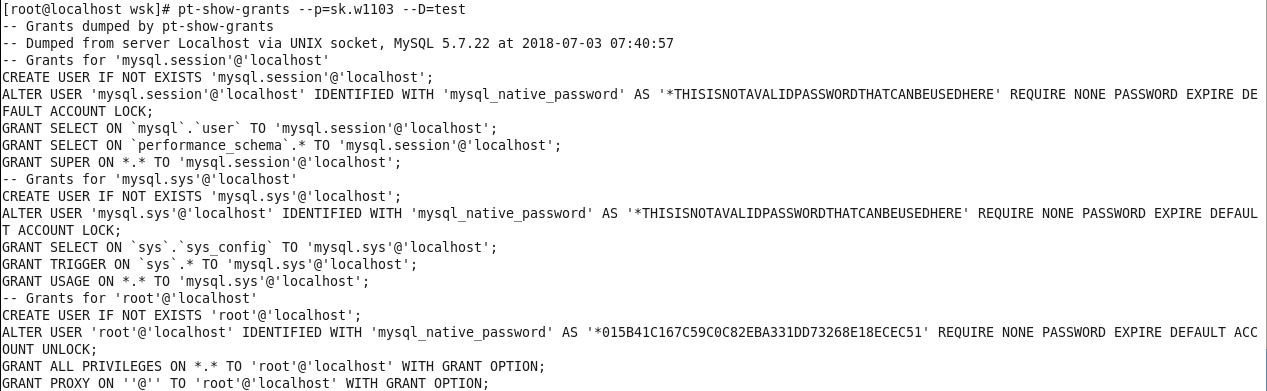 [root@localhost wsk]# pt-show-grants --p=sk.w1103 --D=test
-- Grants dumped by pt-show-grants
-- Dumped from server Localhost via UNIX socket, MySQL 5.7.22 at 2018-07-03 07:40:57
-- Grants for 'mysql.session'@'localhost'
CREATE USER IF NOT EXISTS 'mysql.session'@'localhost';
ALTER USER 'mysql.session'@'localhost' IDENTIFIED WITH 'mysql_native_password' AS '*THISISNOTAVALIDPASSWORDTHATCANBEUSEDHERE' REQUIRE NONE PASSWORD EXPIRE DE
FAULT ACCOUNT LOCK;
GRANT SELECT ON `mysql`.`user` TO 'mysql.session'@'localhost';
GRANT SELECT ON `performance_schema`.* TO 'mysql.session'@'localhost';
GRANT SUPER ON *.* TO 'mysql.session'@'localhost';
-- Grants for 'mysql.sys'@'localhost'
CREATE USER IF NOT EXISTS 'mysql.sys'@'localhost';
ALTER USER 'mysql.sys'@'localhost' IDENTIFIED WITH 'mysql_native_password' AS '*THISISNOTAVALIDPASSWORDTHATCANBEUSEDHERE' REQUIRE NONE PASSWORD EXPIRE DEFAUL
T ACCOUNT LOCK;
GRANT SELECT ON `sys`.`sys_config` TO 'mysql.sys'@'localhost';
GRANT TRIGGER ON `sys`.* TO 'mysql.sys'@'localhost';
GRANT USAGE ON *.* TO 'mysql.sys'@'localhost';
-- Grants for 'root'@'localhost'
CREATE USER IF NOT EXISTS 'root'@'localhost';
ALTER USER 'root'@'localhost' IDENTIFIED WITH 'mysql_native_password' AS '*015B41C167C59C0C82EBA331DD73268E18ECEC51' REQUIRE NONE PASSWORD EXPIRE DEFAULT ACC
OUNT UNLOCK;
GRANT ALL PRIVILEGES ON *.* TO 'root'@'localhost' WITH GRANT OPTION;
GRANT PROXY ON ''@'' TO 'root'@'localhost' WITH GRANT OPTION;